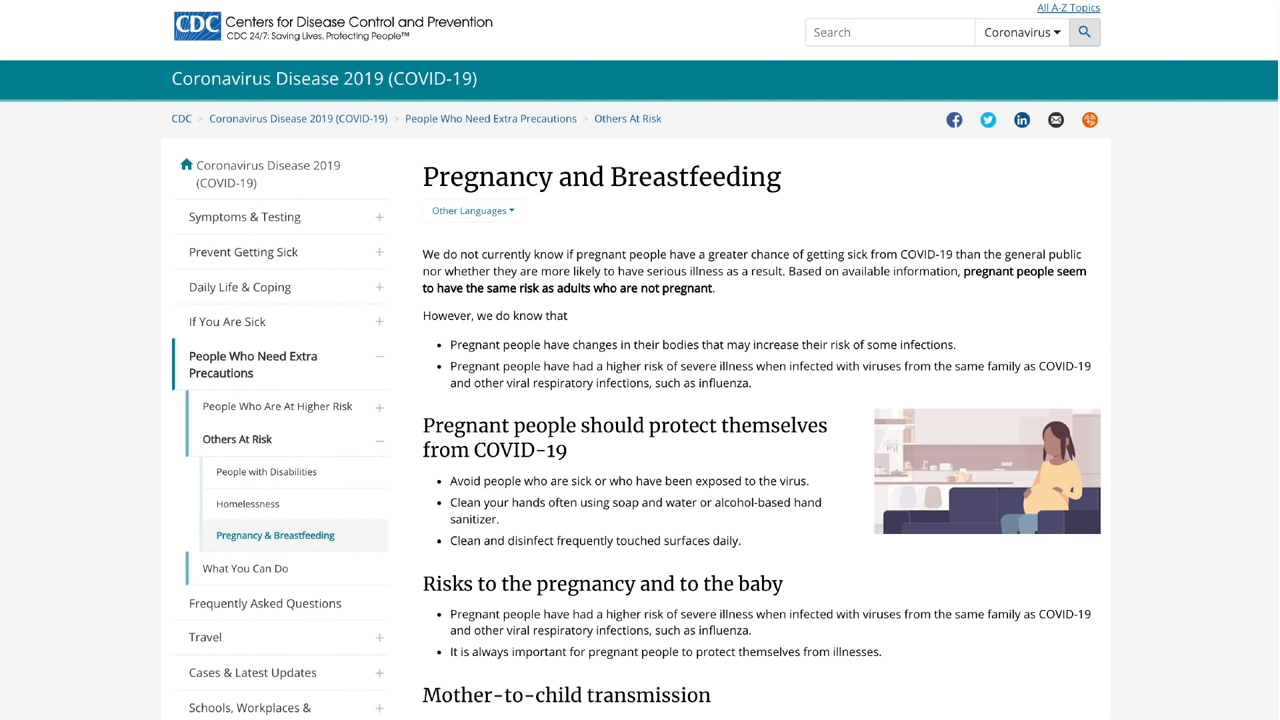 All A-Z Topics
CDC
Centers for Disease Control and Prevention
CDC 24/7: Saving Lives, Protecting People™
Search
Coronavirus
Coronavirus Disease 2019 (COVID-19)
CDC > Coronavirus Disease 2019 (COVID-19) > People Who Need Extra Precautions > Others At Risk
Coronavirus Disease 2019
(COVID-19)
Symptoms & Testing
Prevent Getting Sick
Daily Life & Coping
If You Are Sick
People Who Need Extra
Precautions
People Who Are At Higher Risk
Others At Risk
People with Disabilities
Homelessness
Pregnancy & Breastfeeding
What You Can Do
Frequently Asked Questions
Travel
Cases & Latest Updates
Schools, Workplaces &
Pregnancy and Breastfeeding
Other Languages
We do not currently know if pregnant people have a greater chance of getting sick from COVID-19 than the general public
nor whether they are more likely to have serious illness as a result. Based on available information, pregnant people seem
to have the same risk as adults who are not pregnant.
However, we do know that
• Pregnant people have changes in their bodies that may increase their risk of some infections.
• Pregnant people have had a higher risk of severe illness when infected with viruses from the same family as COVID-19
and other viral respiratory infections, such as influenza.
Pregnant people should protect themselves
from COVID-19
• Avoid people who are sick or who have been exposed to the virus.
• Clean your hands often using soap and water or alcohol-based hand
sanitizer.
• Clean and disinfect frequently touched surfaces daily.
Risks to the pregnancy and to the baby
• Pregnant people have had a higher risk of severe illness when infected with viruses from the same family as COVID-19
and other viral respiratory infections, such as influenza.
• It is always important for pregnant people to protect themselves from illnesses.
Mother-to-child transmission